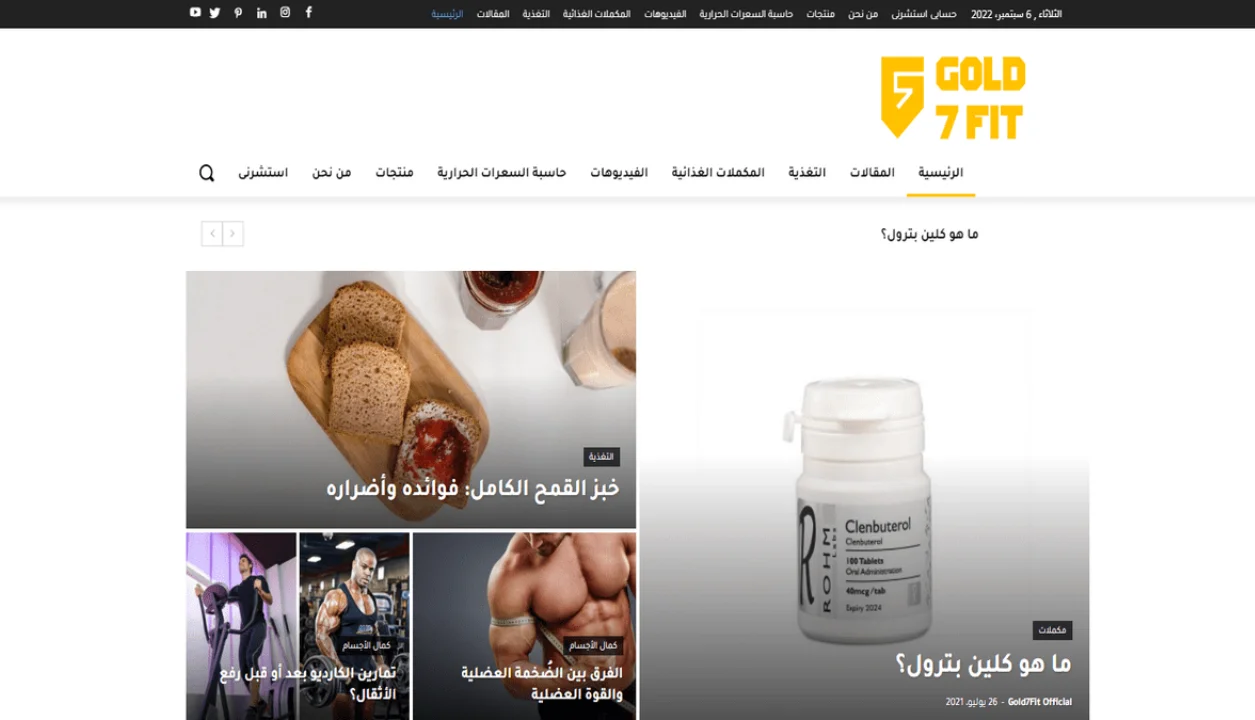 الثلاثاء , 6 سبتمبر، 2022 حسابى استشرنى من نحن منتجات حاسبة السعرات الحرارية الفيديوهات المكملات الغذائية التغذية المقالات الرئيسية
GOLD
7 FIT
الرئيسية المقالات التغذية المكملات الغذائية الفيديوهات حاسبة السعرات الحرارية منتجات من نحن استشرنى
ما هو كلين بترول؟
Clenbuterol
Clenbuterol
100 Tablets
Oral Administration
40mcg/tab
Expiry 2024
ROHM
Labs
مكملات
ما هو كلين بترول؟
Gold7Fit Official - 26 يوليو، 2021
التغذية
خبز القمح الكامل: فوائده وأضراره
كمال الأجسام
الفرق بين الضُخمة العضلية
والقوة العضلية
كمال الأجسام
تمارين الكارديو بعد أو قبل رفع
الأثقال؟